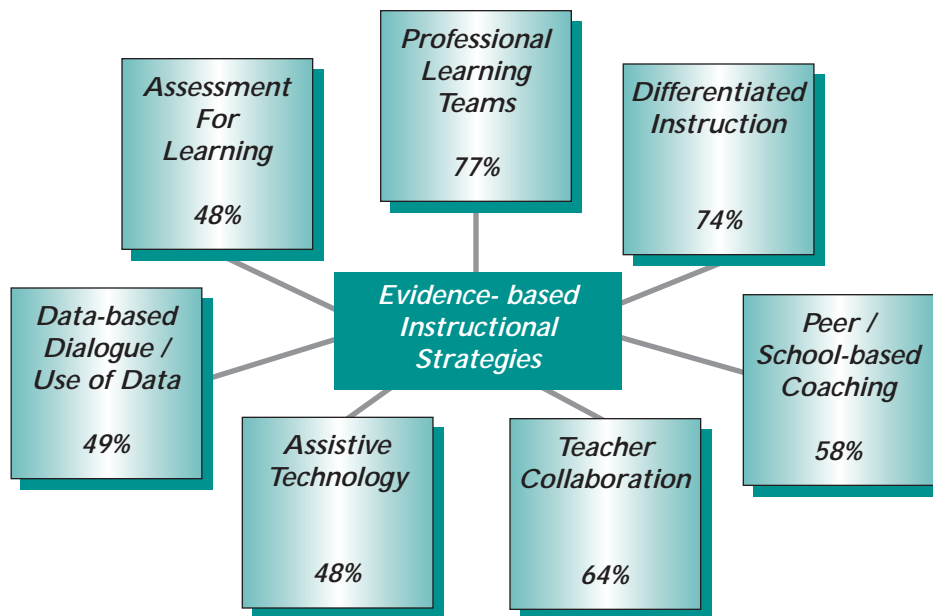 Assessment
For
Learning
48%
Professional
Learning
Teams
77%
Differentiated
Instruction
74%
Evidence- based
Instructional
Strategies
Data-based
Dialogue /
Use of Data
49%
Peer /
School-based
Coaching
58%
Assistive
Technology
48%
Teacher
Collaboration
64%